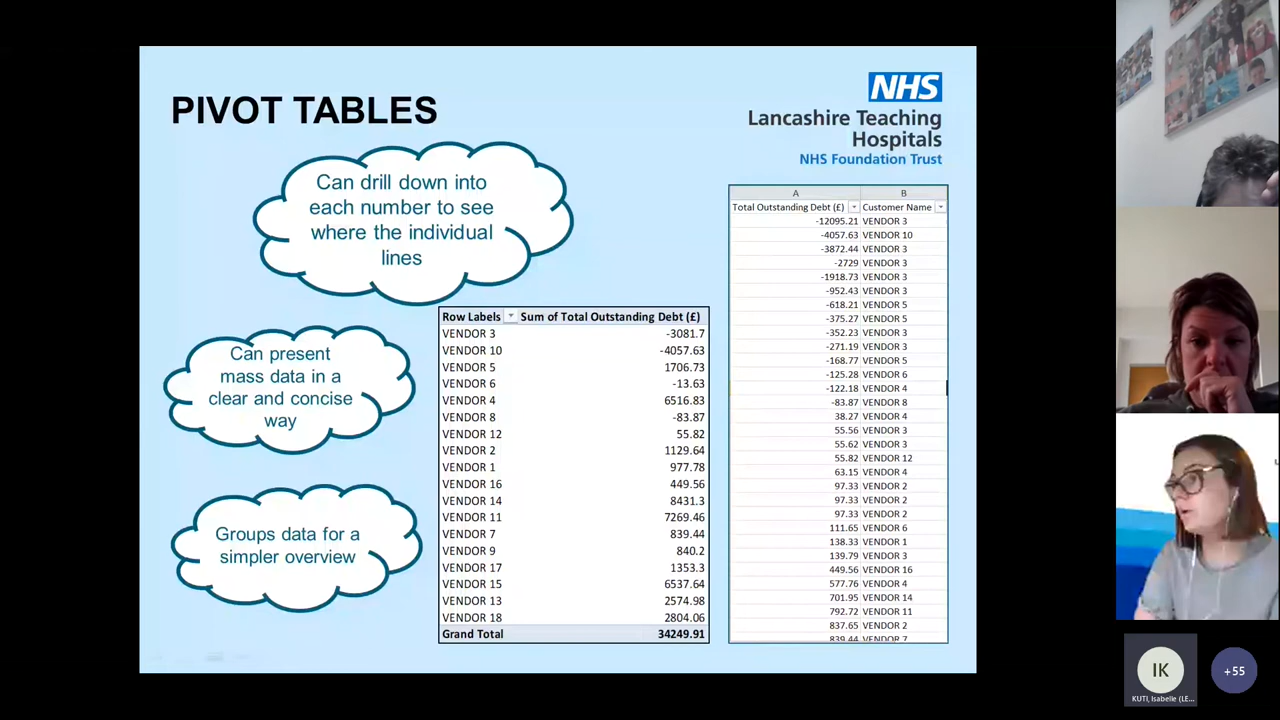 PIVOT TABLES
NHS
Lancashire Teaching
Hospitals
NHS Foundation Trust
Can drill down into
each number to see
where the individual
lines
Can present
mass data in a
clear and concise
way
Groups data for a
simpler overview
Row Labels Sum of Total Outstanding Debt (£)
VENDOR 3 -3081.7
VENDOR 10 -4057.63
VENDOR 5 1706.73
VENDOR 6 -13.63
VENDOR 4 6516.83
VENDOR 8 -83.87
VENDOR 12 55.82
VENDOR 2 1129.64
VENDOR 1 977.78
VENDOR 16 449.56
VENDOR 14 8431.3
VENDOR 11 7269.46
VENDOR 7 839.44
VENDOR 9 840.2
VENDOR 17 1353.3
VENDOR 15 6537.64
VENDOR 13 2574.98
VENDOR 18 2804.06
Grand Total 34249.91
A B
Total Outstanding Debt (£) Customer Name
-12095.21 VENDOR 3
-4057.63 VENDOR 10
-3872.44 VENDOR 3
-2729 VENDOR 3
-1918.73 VENDOR 3
-952.43 VENDOR 3
-618.21 VENDOR 5
-375.27 VENDOR 5
-352.23 VENDOR 3
-271.19 VENDOR 3
-168.77 VENDOR 5
-125.28 VENDOR 6
-122.18 VENDOR 4
-83.87 VENDOR 8
38.27 VENDOR 4
55.56 VENDOR 3
55.62 VENDOR 3
55.82 VENDOR 12
63.15 VENDOR 4
97.33 VENDOR 2
97.33 VENDOR 2
97.33 VENDOR 2
111.65 VENDOR 6
138.33 VENDOR 1
139.79 VENDOR 3
449.56 VENDOR 16
577.76 VENDOR 4
701.95 VENDOR 14
792.72 VENDOR 11
837.65 VENDOR 2
839.44 VENDOR 7
IK
+55
KUTI, Isabelle (LE...